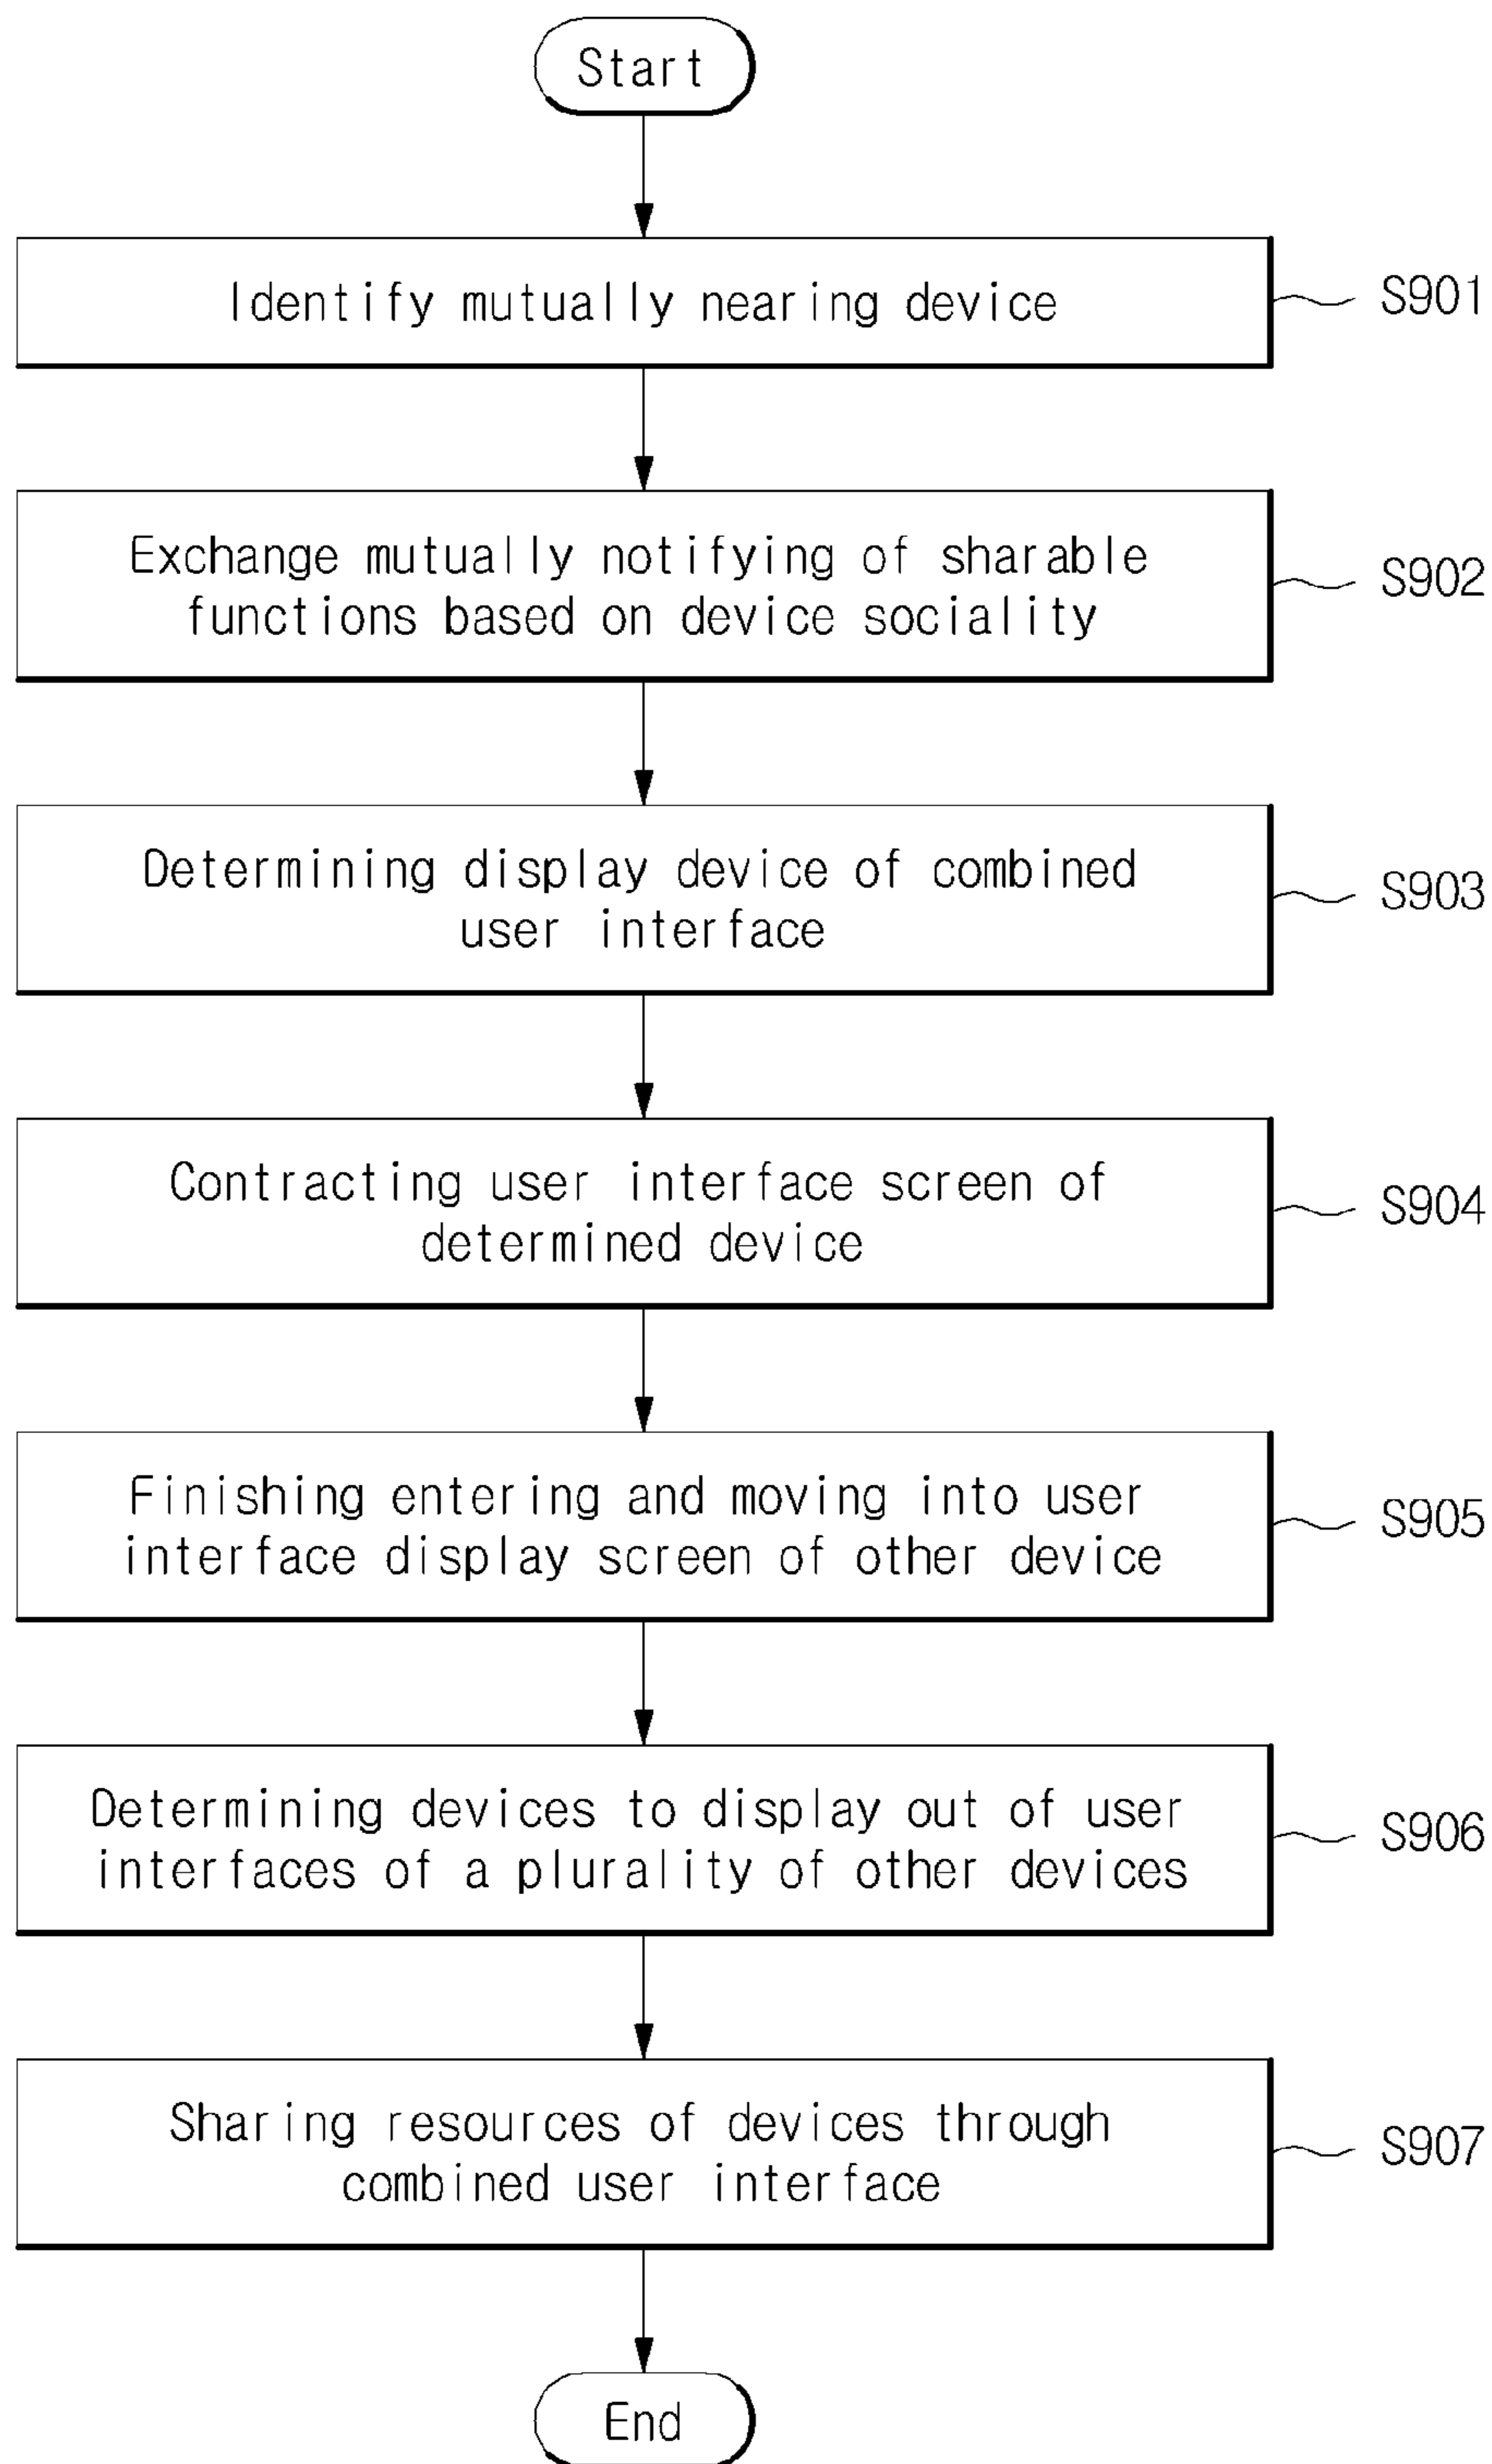 Start
Identify mutually nearing device
S901
Exchange mutually notifying of sharable
functions based on device sociality
S902
Determining display device of combined
user interface
S903
Contracting user interface screen of
determined device
S904
Finishing entering and moving into user
interface display screen of other device
S905
Determining devices to display out of user
interfaces of a plurality of other devices
S906
Sharing resources of devices through
combined user interface
S907
End